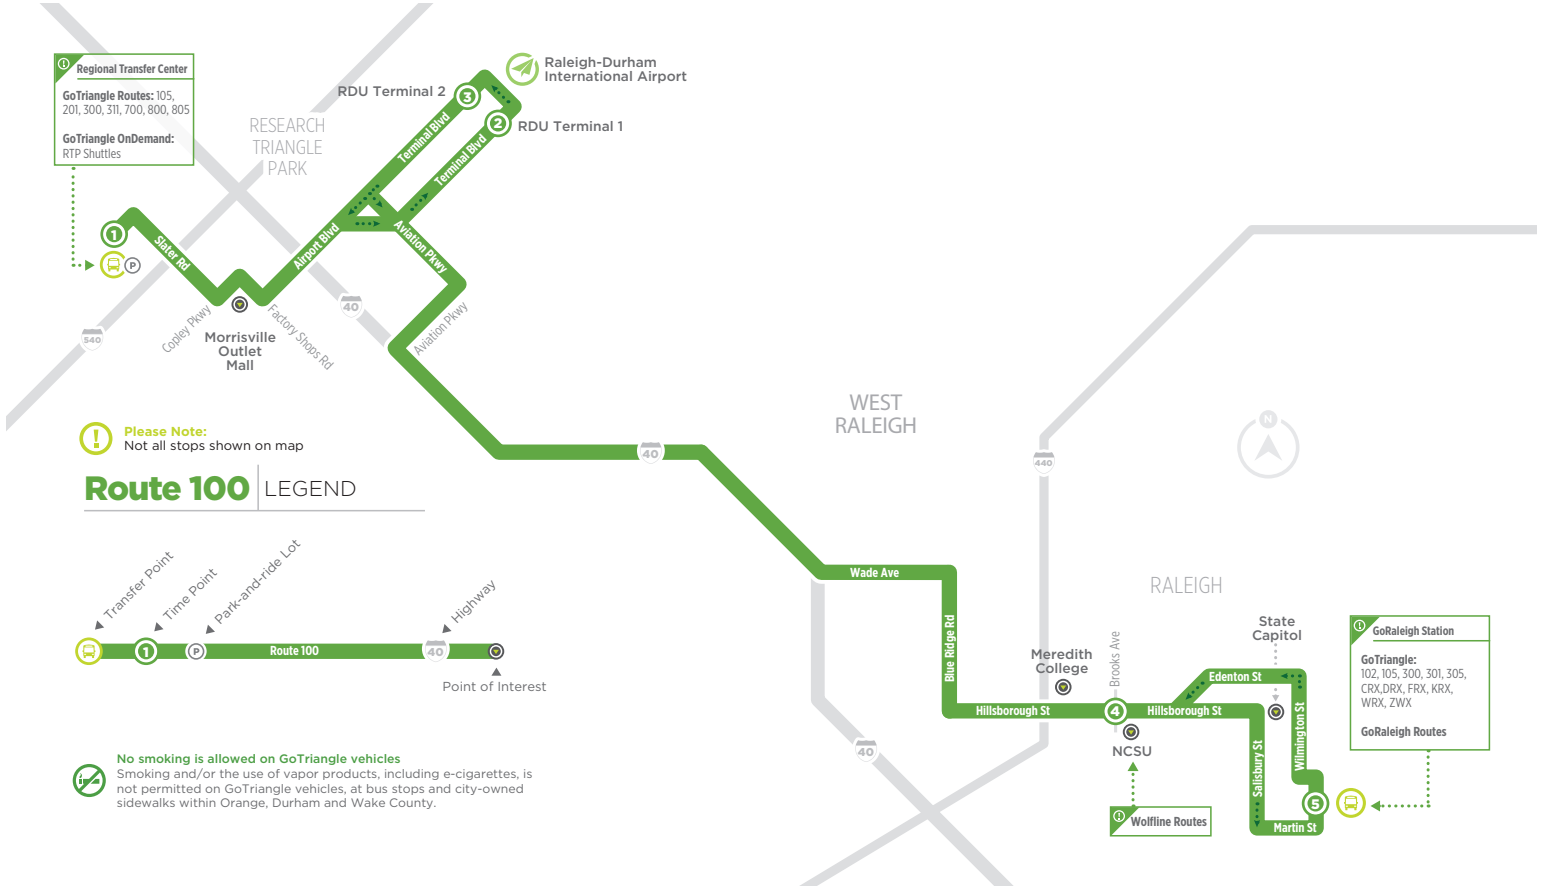 Regional Transfer Center
GoTriangle Routes: 105,
201, 300, 311, 700, 800, 805
GoTriangle OnDemand:
RTP Shuttles
RESEARCH
TRIANGLE
PARK
RDU Terminal 2
3
Raleigh-Durham
International Airport
2
RDU Terminal 1
Terminal Blvd
Terminal Blvd
1
P
Slater Rd
Airport Blvd
Aviation Pkwy
Aviation Pkwy
Copley Pkwy
Factory Shops Rd
Morrisville
Outlet
Mall
540
40
Please Note:
Not all stops shown on map
Route 100
LEGEND
Transfer Point
Time Point
Park-and-ride Lot
Highway
1
P
Route 100
40
Point of Interest
No smoking is allowed on GoTriangle vehicles
Smoking and/or the use of vapor products, including e-cigarettes, is
not permitted on GoTriangle vehicles, at bus stops and city-owned
sidewalks within Orange, Durham and Wake County.
40
WEST
RALEIGH
440
N
Wade Ave
Blue Ridge Rd
40
RALEIGH
Meredith
College
Brooks Ave
Hillsborough St
4
Hillsborough St
NCSU
Wolfline Routes
State
Capitol
Edenton St
Wilmington St
Salisbury St
Martin St
5
GoRaleigh Station
GoTriangle:
102, 105, 300, 301, 305,
CRX,DRX, FRX, KRX,
WRX, ZWX
GoRaleigh Routes